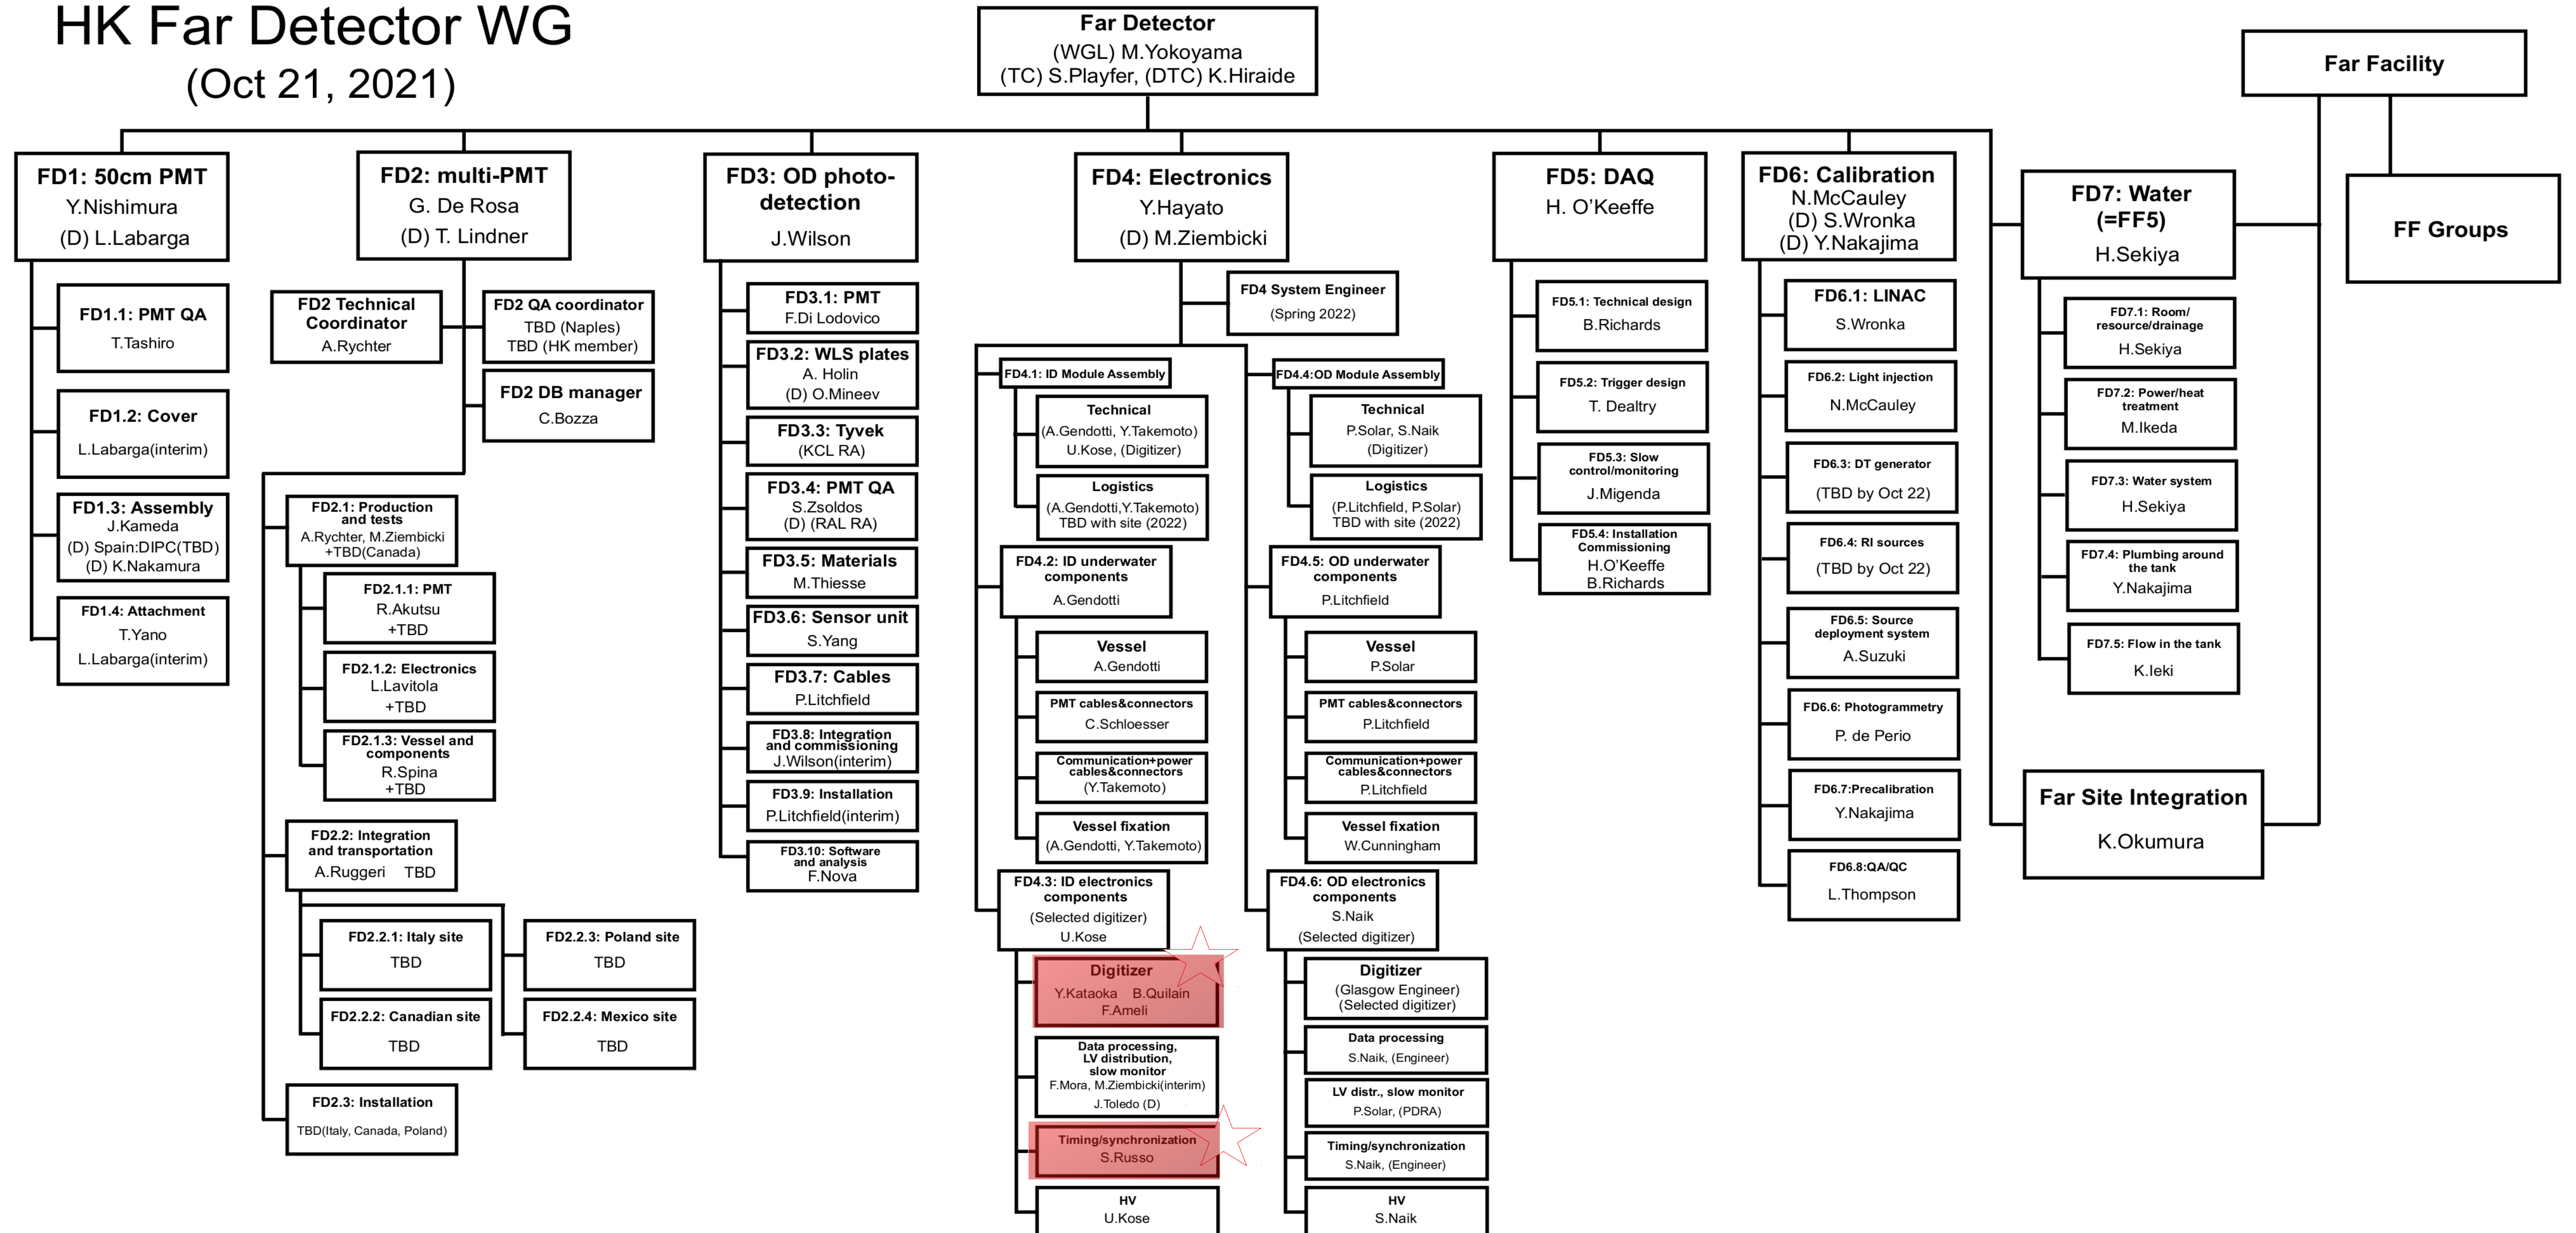 HK Far Detector WG
(Oct 21, 2021)
Far Detector
(WGL) M.Yokoyama
(TC) S.Playfer, (DTC) K.Hiraide
Far Facility
FF Groups
FD1: 50cm PMT
Y.Nishimura
(D) L.Labarga
FD1.1: PMT QA
T.Tashiro
FD1.2: Cover
L.Labarga(interim)
FD1.3: Assembly
J.Kameda
(D) Spain:DIPC(TBD)
(D) K.Nakamura
FD1.4: Attachment
T.Yano
L.Labarga(interim)
FD2: multi-PMT
G. De Rosa
(D) T. Lindner
FD2 Technical
Coordinator
A.Rychter
FD2 QA coordinator
TBD (Naples)
TBD (HK member)
FD2 DB manager
C.Bozza
FD2.1: Production
and tests
A.Rychter, M.Ziembicki
+TBD(Canada)
FD2.1.1: PMT
R.Akutsu
+TBD
FD2.1.2: Electronics
L.Lavitola
+TBD
FD2.1.3: Vessel and
components
R.Spina
+TBD
FD2.2: Integration
and transportation
A.Ruggeri TBD
FD2.2.1: Italy site
TBD
FD2.2.2: Canadian site
TBD
FD2.2.3: Poland site
TBD
FD2.2.4: Mexico site
TBD
FD2.3: Installation
TBD(Italy, Canada, Poland)
FD3: OD photo-
detection
J.Wilson
FD3.1: PMT
F.Di Lodovico
FD3.2: WLS plates
A. Holin
(D) O.Mineev
FD3.3: Tyvek
(KCL RA)
FD3.4: PMT QA
S.Zsoldos
(D) (RAL RA)
FD3.5: Materials
M.Thiesse
FD3.6: Sensor unit
S.Yang
FD3.7: Cables
P.Litchfield
FD3.8: Integration
and commissioning
J.Wilson(interim)
FD3.9: Installation
P.Litchfield(interim)
FD3.10: Software
and analysis
F.Nova
FD4: Electronics
Y.Hayato
(D) M.Ziembicki
FD4 System Engineer
(Spring 2022)
FD4.1: ID Module Assembly
Technical
(A.Gendotti, Y.Takemoto)
U.Kose, (Digitizer)
Logistics
(A.Gendotti,Y.Takemoto)
TBD with site (2022)
FD4.2: ID underwater
components
A.Gendotti
Vessel
A.Gendotti
PMT cables&connectors
C.Schloesser
Communication+power
cables&connectors
(Y.Takemoto)
Vessel fixation
(A.Gendotti, Y.Takemoto)
FD4.3: ID electronics
components
(Selected digitizer)
U.Kose
Digitizer
Y.Kataoka B.Quilain
F.Ameli
Data processing,
LV distribution,
slow monitor
F.Mora, M.Ziembicki(interim)
J.Toledo (D)
Timing/synchronization
S.Russo
HV
U.Kose
FD4.4:OD Module Assembly
Technical
P.Solar, S.Naik
(Digitizer)
Logistics
(P.Litchfield, P.Solar)
TBD with site (2022)
FD4.5: OD underwater
components
P.Litchfield
Vessel
P.Solar
PMT cables&connectors
P.Litchfield
Communication+power
cables&connectors
P.Litchfield
Vessel fixation
W.Cunningham
FD4.6: OD electronics
components
S.Naik
(Selected digitizer)
Digitizer
(Glasgow Engineer)
(Selected digitizer)
Data processing
S.Naik, (Engineer)
LV distr., slow monitor
P.Solar, (PDRA)
Timing/synchronization
S.Naik, (Engineer)
HV
S.Naik
FD5: DAQ
H. O'Keeffe
FD5.1: Technical design
B.Richards
FD5.2: Trigger design
T. Dealtry
FD5.3: Slow
control/monitoring
J.Migenda
FD5.4: Installation
Commissioning
H.O'Keeffe
B.Richards
FD6: Calibration
N.McCauley
(D) S.Wronka
(D) Y.Nakajima
FD6.1: LINAC
S.Wronka
FD6.2: Light injection
N.McCauley
FD6.3: DT generator
(TBD by Oct 22)
FD6.4: RI sources
(TBD by Oct 22)
FD6.5: Source
deployment system
A.Suzuki
FD6.6: Photogrammetry
P. de Perio
FD6.7:Precalibration
Y.Nakajima
FD6.8:QA/QC
L.Thompson
FD7: Water
(=FF5)
H.Sekiya
FD7.1: Room/
resource/drainage
H.Sekiya
FD7.2: Power/heat
treatment
M.Ikeda
FD7.3: Water system
H.Sekiya
FD7.4: Plumbing around
the tank
Y.Nakajima
FD7.5: Flow in the tank
K.Ieki
Far Site Integration
K.Okumura